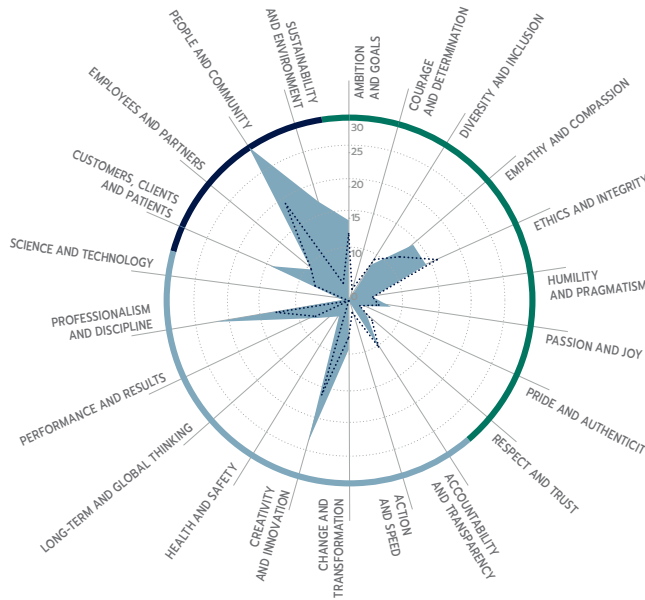 AMBITION
AND GOALS
COURAGE
AND DETERMINATION
DIVERSITY AND INCLUSION
EMPATHY AND COMPASSION
ETHICS AND INTEGRITY
HUMILITY
AND PRAGMATISM
PASSION AND JOY
PRIDE AND AUTHENTICIT
RESPECT AND TRUST
ACCOUNTABILITY
AND TRANSPARENCY
ACTION
AND SPEED
CHANGE AND
TRANSFORMATION
CREATIVITY
AND INNOVATION
HEALTH AND SAFETY
LONG-TERM AND GLOBAL THINKING
PERFORMANCE AND RESULTS
PROFESSIONALISM
AND DISCIPLINE
SCIENCE AND TECHNOLOGY
CUSTOMERS, CLIENTS
AND PATIENTS
EMPLOYEES AND PARTNERS
PEOPLE AND COMMUNITY
SUSTAINABILITY
AND ENVIRONMENT
30
25
20
15
10